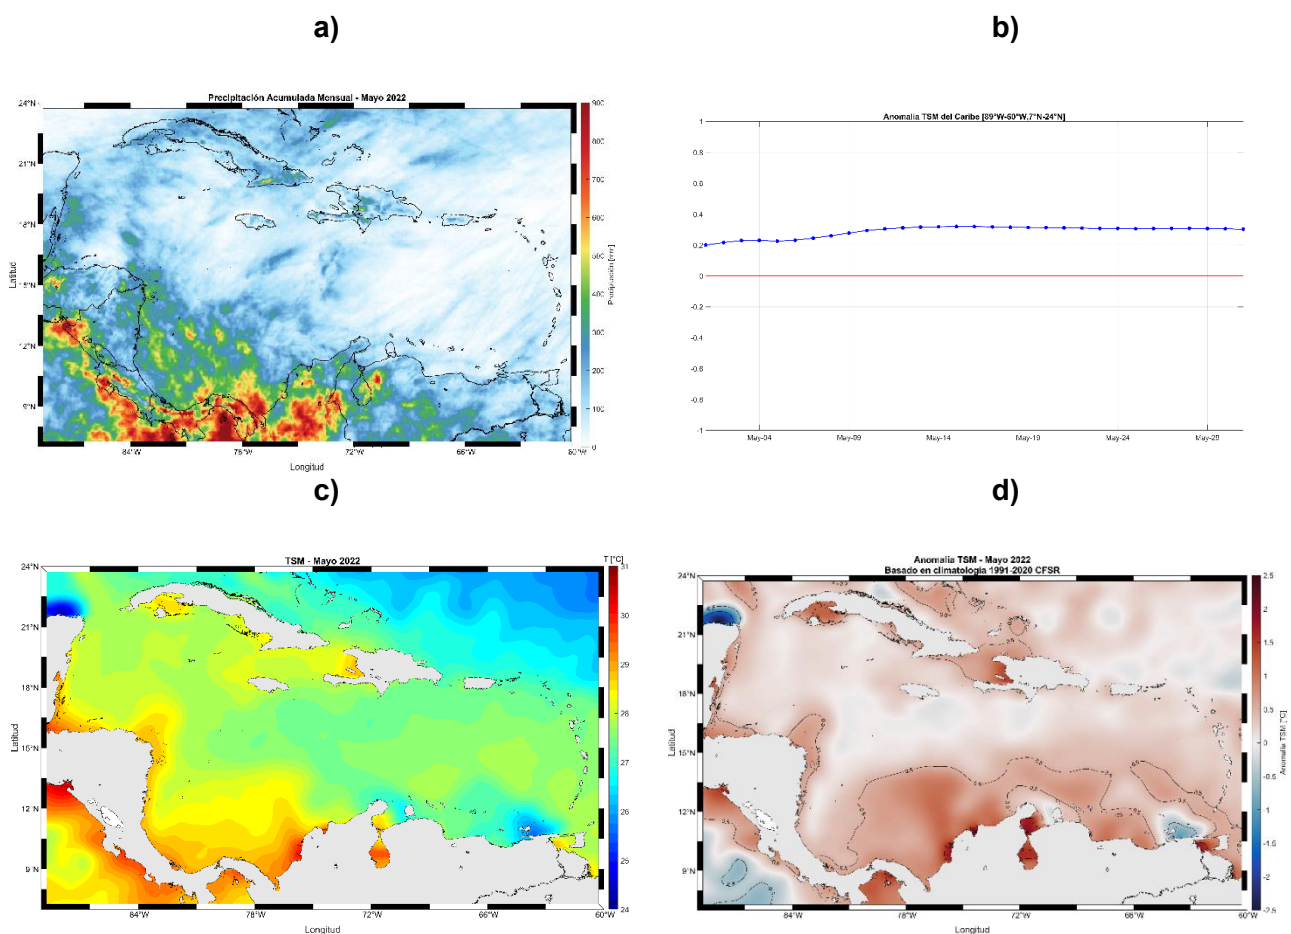 a)
b)
Precipitación Acumulada Mensual - Mayo 2022
24°N
21°N
18°N
15°N
12°N
9°N
Latitud
84°W
78°W
72°W
66°W
60°W
Longitud
900
800
700
600
500
400
300
200
100
0
Precipitación [mm]
Anomalia TSM del Caribe [89°W-60°W,7°N-24°N]
1
0.8
0.6
0.4
0.2
0
-0.2
-0.4
-0.6
-0.8
-1
May-04
May-09
May-14
May-19
May-24
May-29
c)
d)
TSM - Mayo 2022
T [°C]
24°N
21°N
18°N
15°N
12°N
9°N
Latitud
84°W
78°W
72°W
66°W
60°W
Longitud
31
30
29
28
27
26
25
24
Anomalia TSM - Mayo 2022
Basado en climatologia 1991-2020 CFSR
24°N
21°N
18°N
15°N
12°N
9°N
Latitud
84°W
78°W
72°W
66°W
60°W
Longitud
2.5
2
1.5
1
0.5
0
-0.5
-1
-1.5
-2
-2.5
Anomalia TSM [°C]